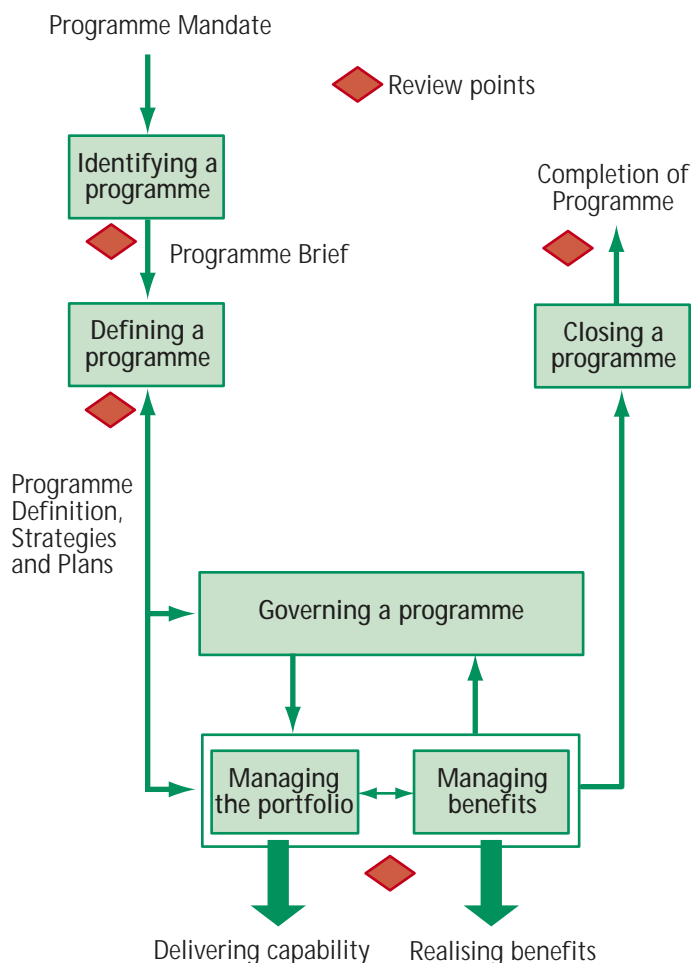 Programme Mandate
Review points
Identifying a
programme
Completion of
Programme
Programme Brief
Defining a
programme
Closing a
programme
Programme
Definition,
Strategies
and Plans
Governing a programme
Managing
the portfolio
Managing
benefits
Delivering capability
Realising benefits